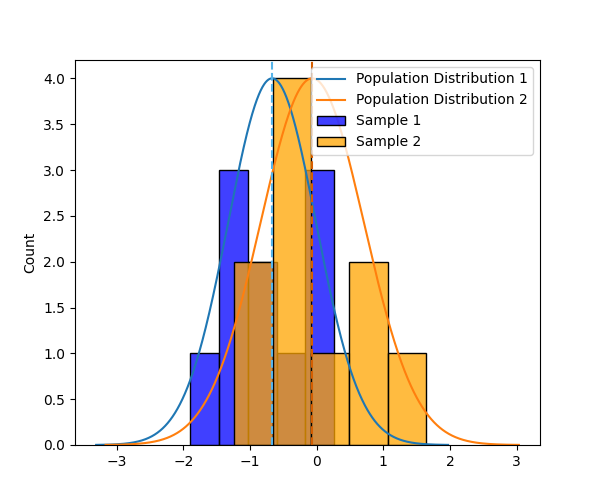 Population Distribution 1
Population Distribution 2
Sample 1
Sample 2
Count
4.0
3.5
3.0
2.5
2.0
1.5
1.0
0.5
0.0
−3 −2 −1 0 1 2 3